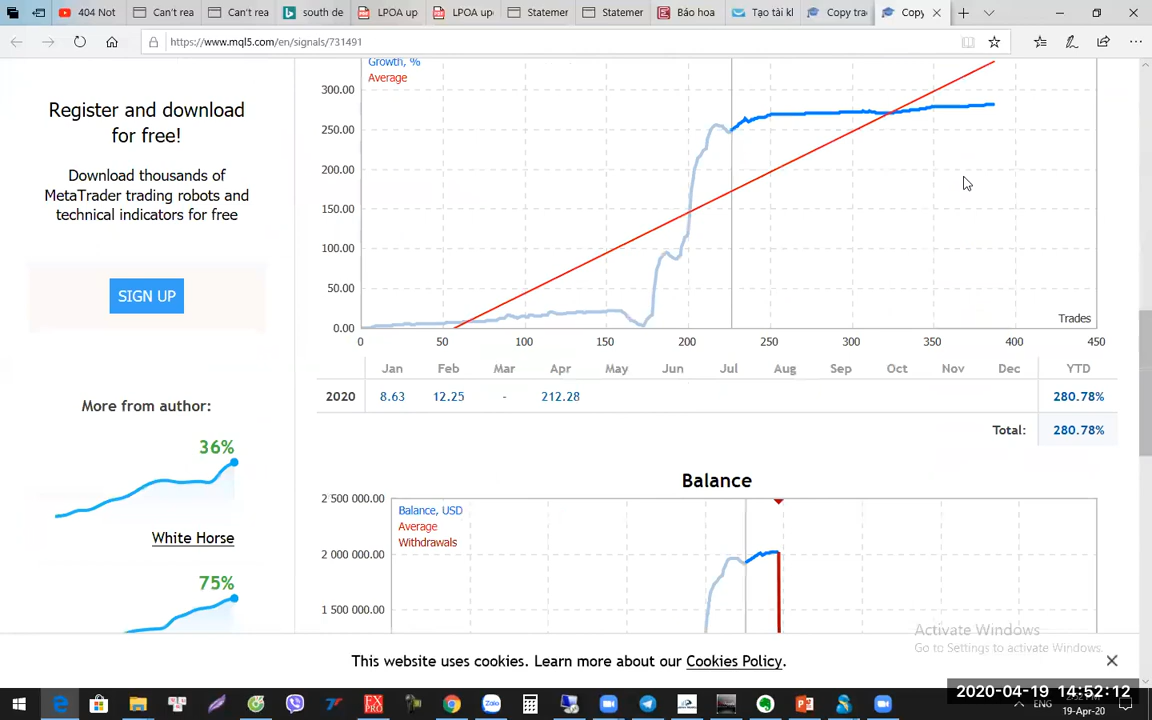 404 Not
Can't rea
Can't rea
south de
LPOA up
LPOA up
Statemer
Statemer
Báo hoa
Tạo tài kl
Copy tra
Copy
https://www.mql5.com/en/signals/731491
Register and download
for free!
Download thousands of
MetaTrader trading robots and
technical indicators for free
SIGN UP
More from author:
36%
White Horse
75%
Growth, %
Average
300.00
250.00
200.00
150.00
100.00
50.00
0.00
Trades
0 50 100 150 200 250 300 350 400 450
Jan Feb Mar Apr May Jun Jul Aug Sep Oct Nov Dec YTD
2020 8.63 12.25 - 212.28 280.78%
Total: 280.78%
Balance
2 500 000.00
Balance, USD
Average
Withdrawals
2 000 000.00
1 500 000.00
Activate Windows
Go to Settings to activate Windows.
This website uses cookies. Learn more about our Cookies Policy.
EX
PRO
Zalo
ENG
2020-04-19 14:52:12
19-Apr-20